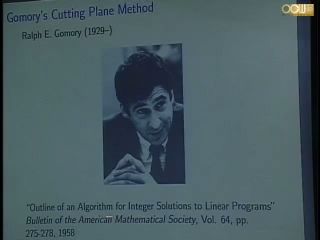 OCW
Gomory's Cutting Plane Method
Ralph E. Gomory (1929–)
"Outline of an Algorithm for Integer Solutions to Linear Programs"
Bulletin of the American Mathematical Society, Vol. 64, pp.
275-278, 1958